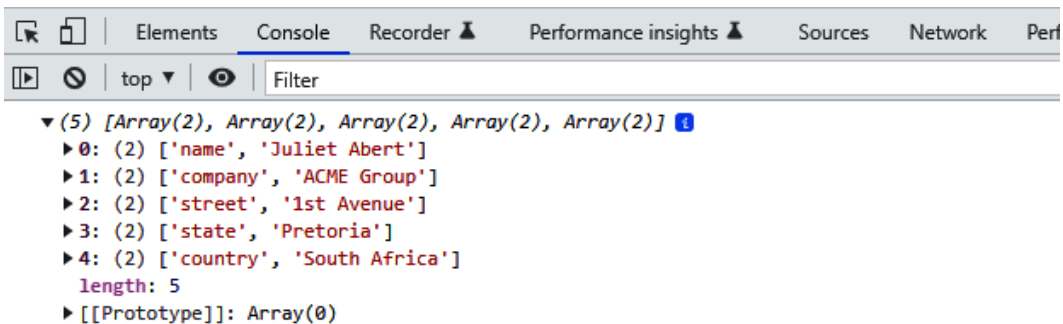 Elements Console Recorder Performance insights Sources Network Perf
top Filter
(5) [Array(2), Array(2), Array(2), Array(2), Array(2)] i
0: (2) ['name', 'Juliet Abert']
1: (2) ['company', 'ACME Group']
2: (2) ['street', '1st Avenue']
3: (2) ['state', 'Pretoria']
4: (2) ['country', 'South Africa']
length: 5
[[Prototype]]: Array(0)